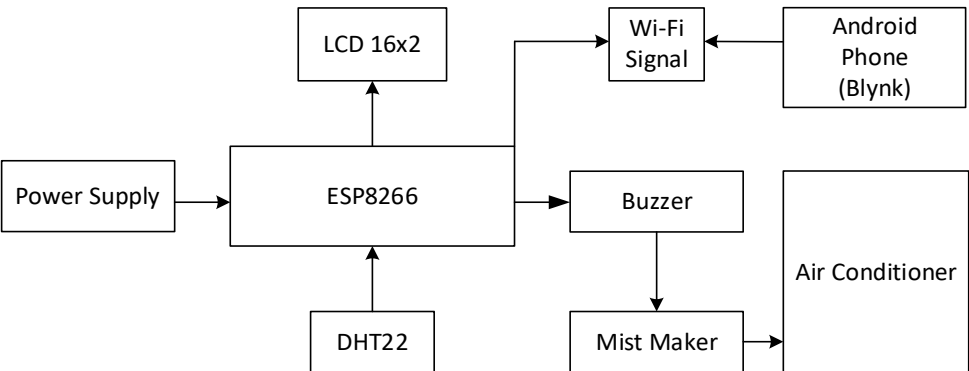 LCD 16x2
Wi-Fi
Signal
Android
Phone
(Blynk)
Power Supply
ESP8266
Buzzer
Air Conditioner
DHT22
Mist Maker